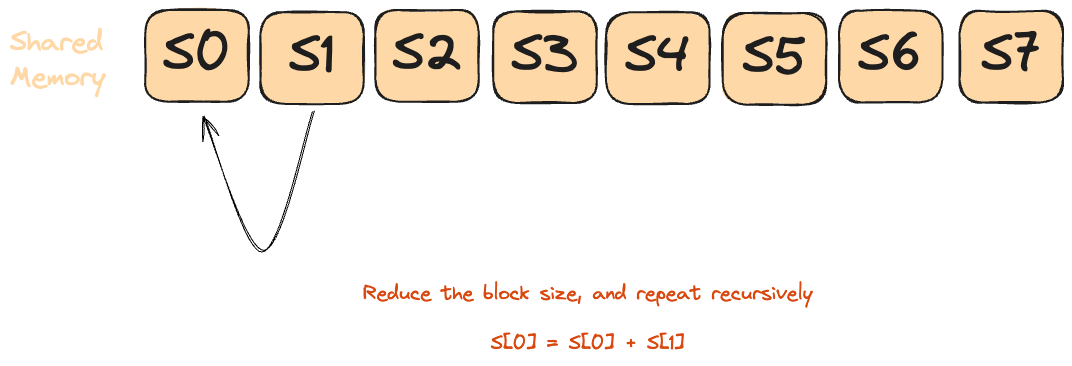 Shared
Memory
S0 S1 S2 S3 S4 S5 S6 S7
Reduce the block size, and repeat recursively
S[0] = S[0] + S[1]